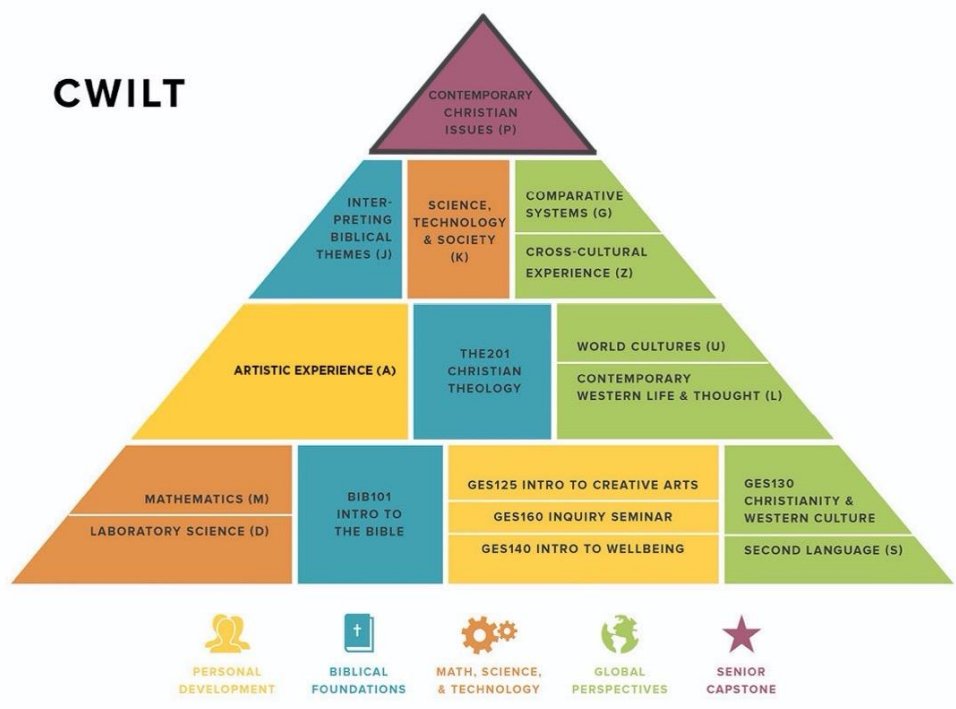 CWILT
CONTEMPORARY
CHRISTIAN
ISSUES (P)
INTER-
PRETING
BIBLICAL
THEMES (J)
SCIENCE,
TECHNOLOGY
& SOCIETY
(K)
COMPARATIVE
SYSTEMS (G)
CROSS-CULTURAL
EXPERIENCE (Z)
ARTISTIC EXPERIENCE (A)
THE201
CHRISTIAN
THEOLOGY
WORLD CULTURES (U)
CONTEMPORARY
WESTERN LIFE & THOUGHT (L)
MATHEMATICS (M)
LABORATORY SCIENCE (D)
BIB101
INTRO TO
THE BIBLE
GES125 INTRO TO CREATIVE ARTS
GES160 INQUIRY SEMINAR
GES140 INTRO TO WELLBEING
GES130
CHRISTIANITY &
WESTERN CULTURE
SECOND LANGUAGE (S)
PERSONAL
DEVELOPMENT
BIBLICAL
FOUNDATIONS
MATH, SCIENCE,
& TECHNOLOGY
GLOBAL
PERSPECTIVES
SENIOR
CAPSTONE